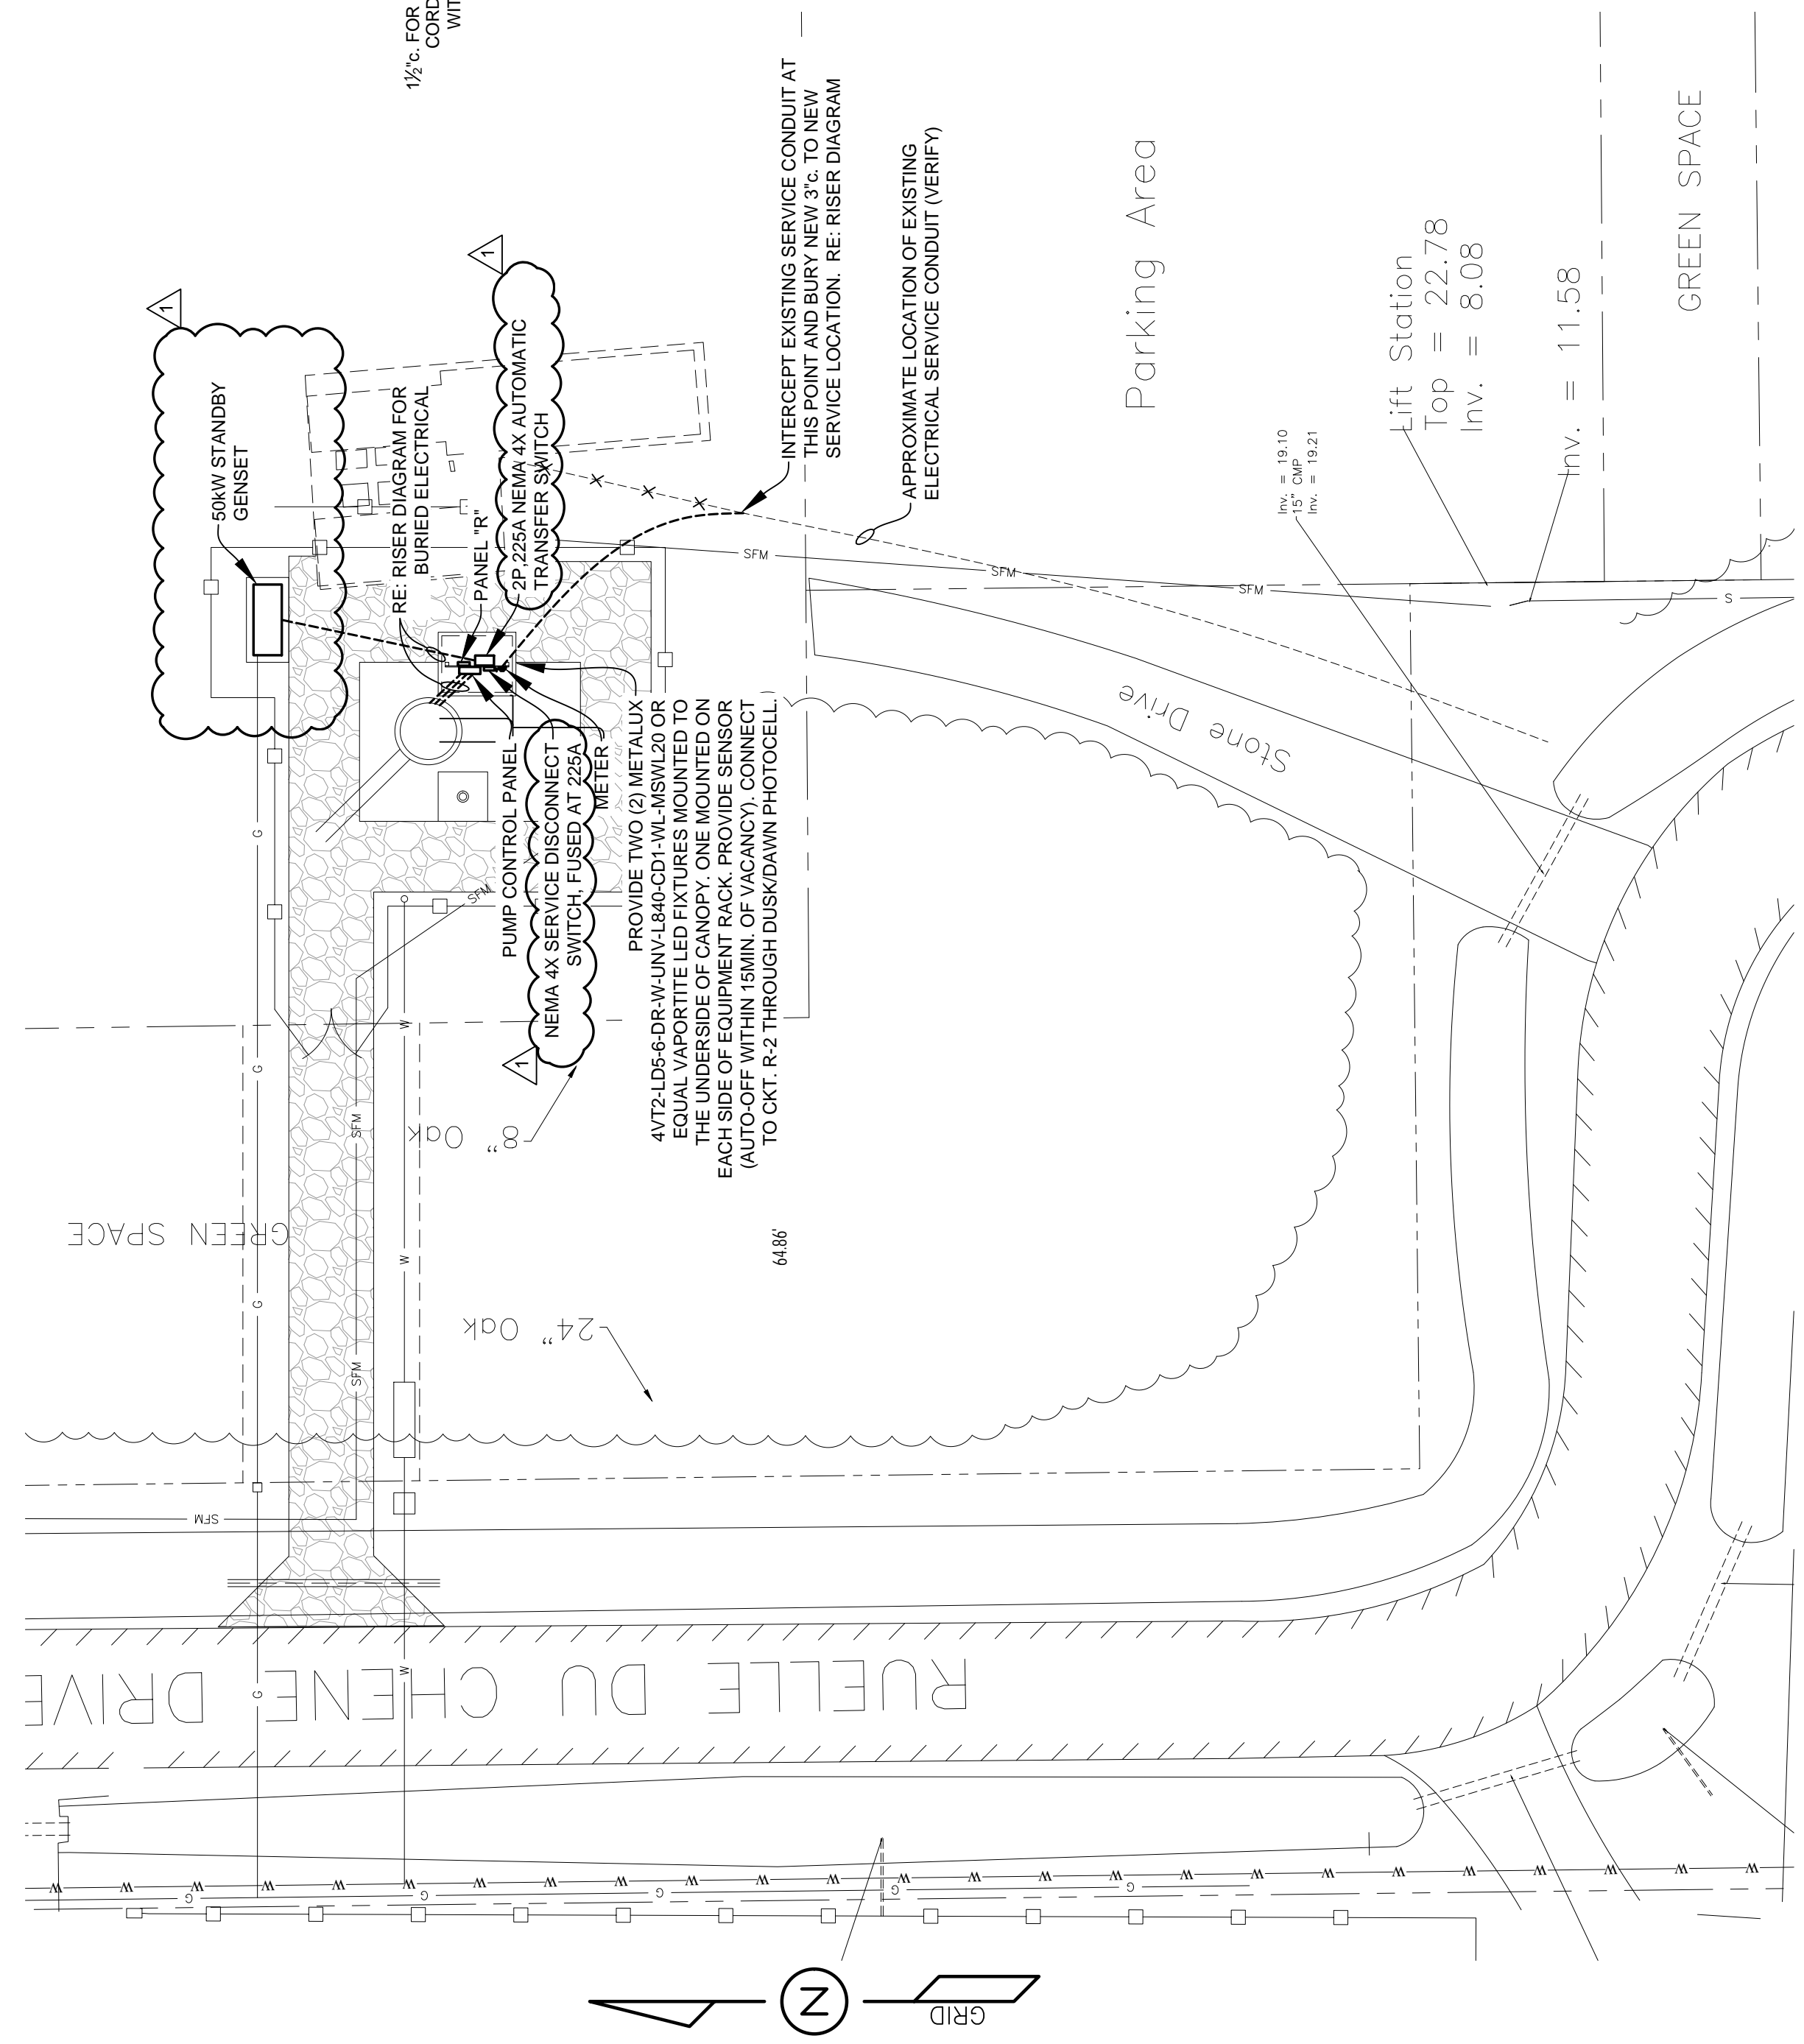 1½"c. FOR
CORD
WIT
1
50kW STANDBY
GENSET
RE: RISER DIAGRAM FOR
BURIED ELECTRICAL
PANEL "R"
1
2P,225A NEMA 4X AUTOMATIC
TRANSFER SWITCH
INTERCEPT EXISTING SERVICE CONDUIT AT
THIS POINT AND BURY NEW 3"c. TO NEW
SERVICE LOCATION. RE: RISER DIAGRAM
APPROXIMATE LOCATION OF EXISTING
ELECTRICAL SERVICE CONDUIT (VERIFY)
Parking Area
Inv. = 19.10
15" CMP
Inv. = 19.21
Lift Station
Top = 22.78
Inv. = 8.08
Inv. = 11.58
GREEN SPACE
SFM
SFM
SFM
S
Stone Drive
PUMP CONTROL PANEL
1
NEMA 4X SERVICE DISCONNECT
SWITCH, FUSED AT 225A
METER
PROVIDE TWO (2) METALUX
4VT2-LD5-6-DR-W-UNV-L840-CD1-WL-MSWL20 OR
EQUAL VAPORTITE LED FIXTURES MOUNTED TO
THE UNDERSIDE OF CANOPY. ONE MOUNTED ON
EACH SIDE OF EQUIPMENT RACK. PROVIDE SENSOR
(AUTO-OFF WITHIN 15MIN. OF VACANCY). CONNECT
TO CKT. R-2 THROUGH DUSK/DAWN PHOTOCELL.
G
G
G
SFM
SFM
SFM
W
W
8" Oak
GREEN SPACE
24" Oak
64.86'
SFM
RUELLE DU CHENE DRIVE
G
W
W W W W W W W W W W W W W W W W W W W W W W W W W
G G G G G
N
GRID